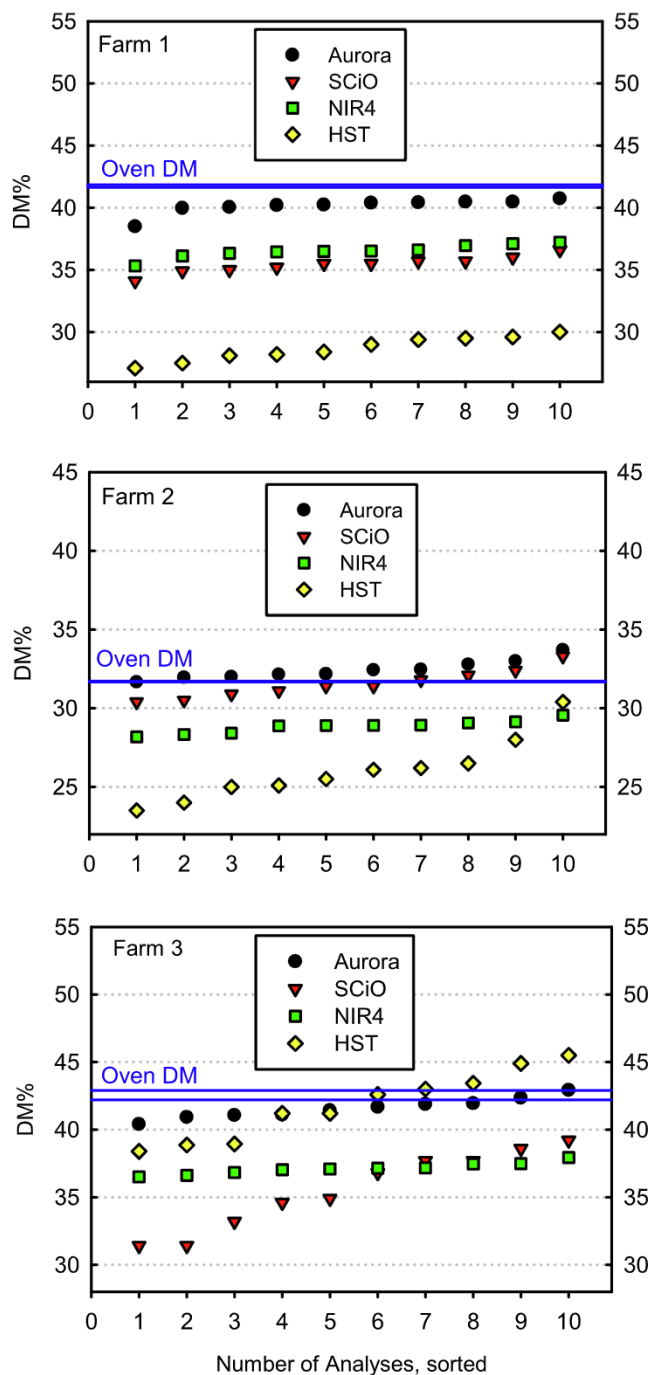 Farm 1
Aurora
SCiO
NIR4
HST
Oven DM
DM%
55 55
50 50
45 45
40 40
35 35
30 30
0 1 2 3 4 5 6 7 8 9 10
Farm 2
Aurora
SCiO
NIR4
HST
Oven DM
DM%
45 45
40 40
35 35
30 30
25 25
0 1 2 3 4 5 6 7 8 9 10
Farm 3
Aurora
SCiO
NIR4
HST
Oven DM
DM%
55 55
50 50
45 45
40 40
35 35
30 30
0 1 2 3 4 5 6 7 8 9 10
Number of Analyses, sorted